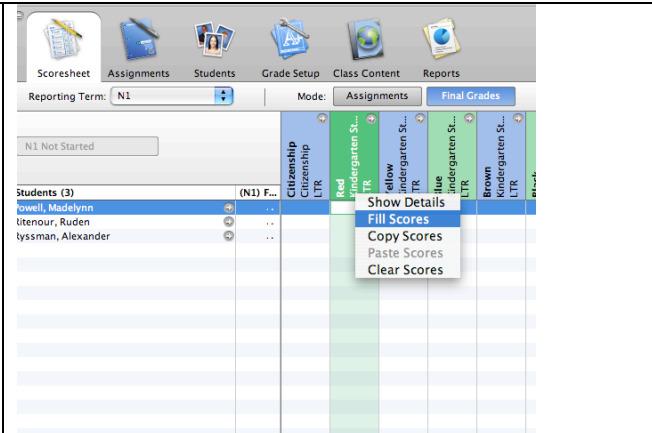 Scoresheet Assignments Students Grade Setup Class Content Reports
Reporting Term: N1 Mode: Assignments Final Grades
N1 Not Started
Citizenship
Citizenship
LTR
Red
Kindergarten St...
LTR
Yellow
Kindergarten St...
LTR
Blue
Kindergarten St...
LTR
Brown
Kindergarten St...
LTR
Students (3) (N1) F...
Powell, Madelynn ..
Ritenour, Ruden ..
Ryssman, Alexander
Show Details
Fill Scores
Copy Scores
Paste Scores
Clear Scores